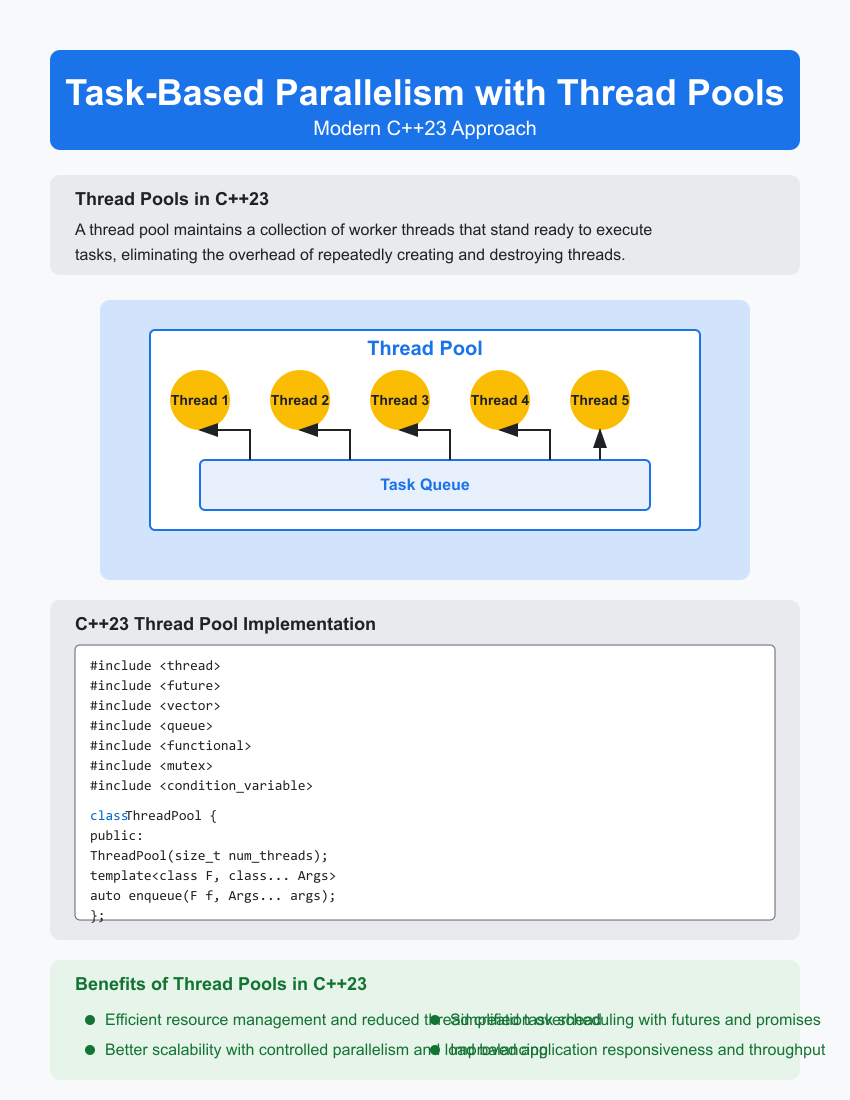 Task-Based Parallelism with Thread Pools
Modern C++23 Approach
Thread Pools in C++23
A thread pool maintains a collection of worker threads that stand ready to execute
tasks, eliminating the overhead of repeatedly creating and destroying threads.
Thread Pool
Thread 1 Thread 2 Thread 3 Thread 4 Thread 5
Task Queue
C++23 Thread Pool Implementation
#include <thread>
#include <future>
#include <vector>
#include <queue>
#include <functional>
#include <mutex>
#include <condition_variable>
classThreadPool {
public:
ThreadPool(size_t num_threads);
template<class F, class... Args>
auto enqueue(F f, Args... args);
};
Benefits of Thread Pools in C++23
Efficient resource management and reduced thread creation overhead
Simplified task scheduling with futures and promises
Better scalability with controlled parallelism and load balancing
Improved application responsiveness and throughput